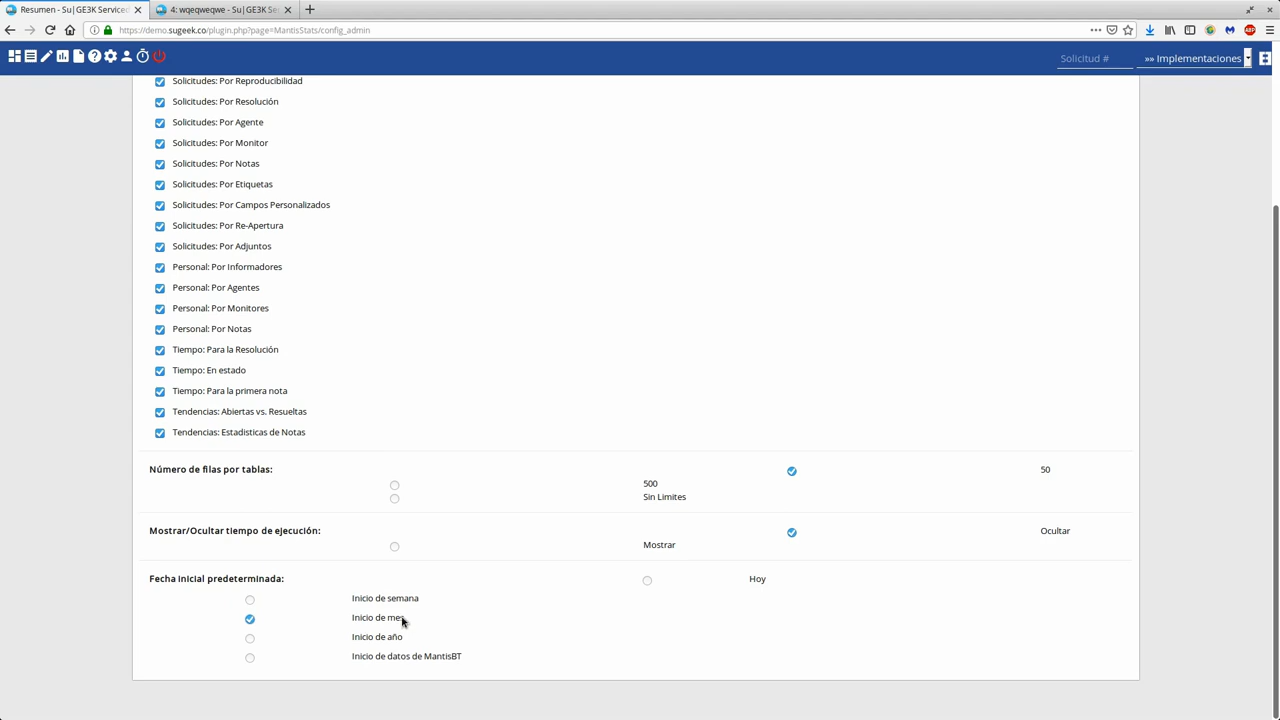 Resumen - Su|GE3K Serviced
4: wqeqweqwe - Su|GE3K Se
https://demo.sugeek.co/plugin.php?page=MantisStats/config_admin
Solicitud #
»» Implementaciones
Solicitudes: Por Reproducibilidad
Solicitudes: Por Resolución
Solicitudes: Por Agente
Solicitudes: Por Monitor
Solicitudes: Por Notas
Solicitudes: Por Etiquetas
Solicitudes: Por Campos Personalizados
Solicitudes: Por Re-Apertura
Solicitudes: Por Adjuntos
Personal: Por Informadores
Personal: Por Agentes
Personal: Por Monitores
Personal: Por Notas
Tiempo: Para la Resolución
Tiempo: En estado
Tiempo: Para la primera nota
Tendencias: Abiertas vs. Resueltas
Tendencias: Estadisticas de Notas
Número de filas por tablas: 50
500
Sin Limites
Mostrar/Ocultar tiempo de ejecución: Ocultar
Mostrar
Fecha inicial predeterminada: Hoy
Inicio de semana
Inicio de mes
Inicio de año
Inicio de datos de MantisBT